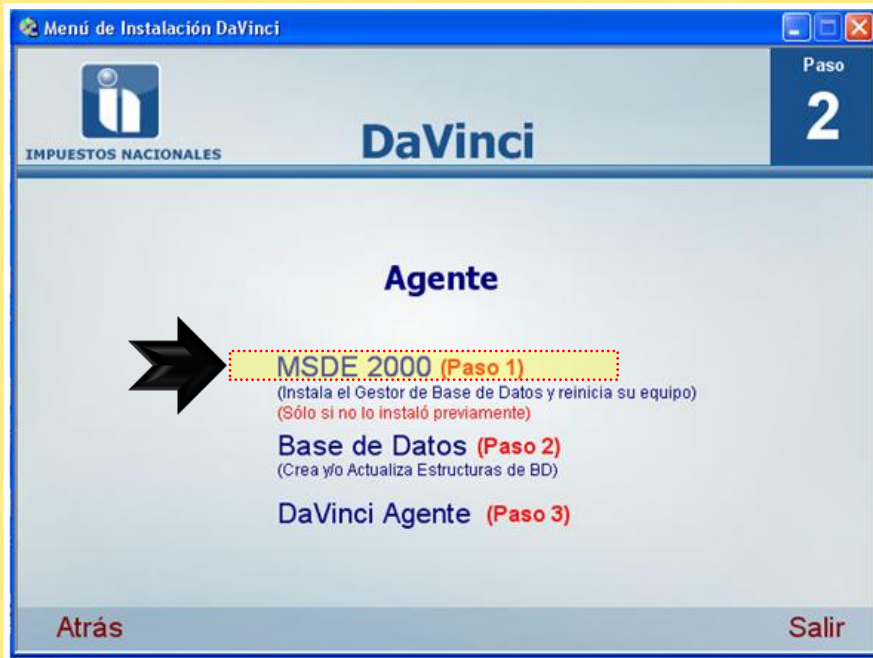 Menú de Instalación DaVinci
Paso
2
IMPUESTOS NACIONALES
DaVinci
Agente
MSDE 2000 (Paso 1)
(Instala el Gestor de Base de Datos y reinicia su equipo)
(Sólo si no lo instaló previamente)
Base de Datos (Paso 2)
(Crea y/o Actualiza Estructuras de BD)
DaVinci Agente (Paso 3)
Atrás Salir